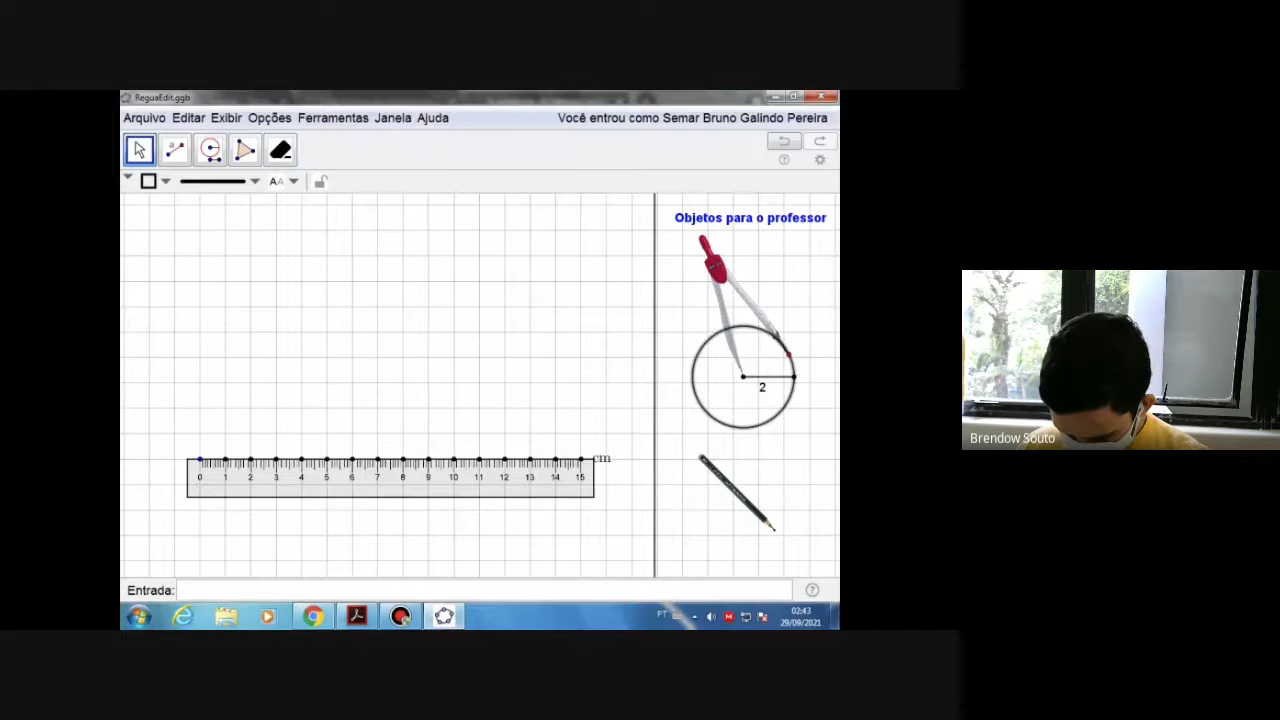 ReguaEdit.ggb
Arquivo Editar Exibir Opções Ferramentas Janela Ajuda
Você entrou como Semar Bruno Galindo Pereira
a
AA
Objetos para o professor
2
cm
0 1 2 3 4 5 6 7 8 9 10 11 12 13 14 15
Brendow Souto
Entrada:
PT
02:43
29/09/2021